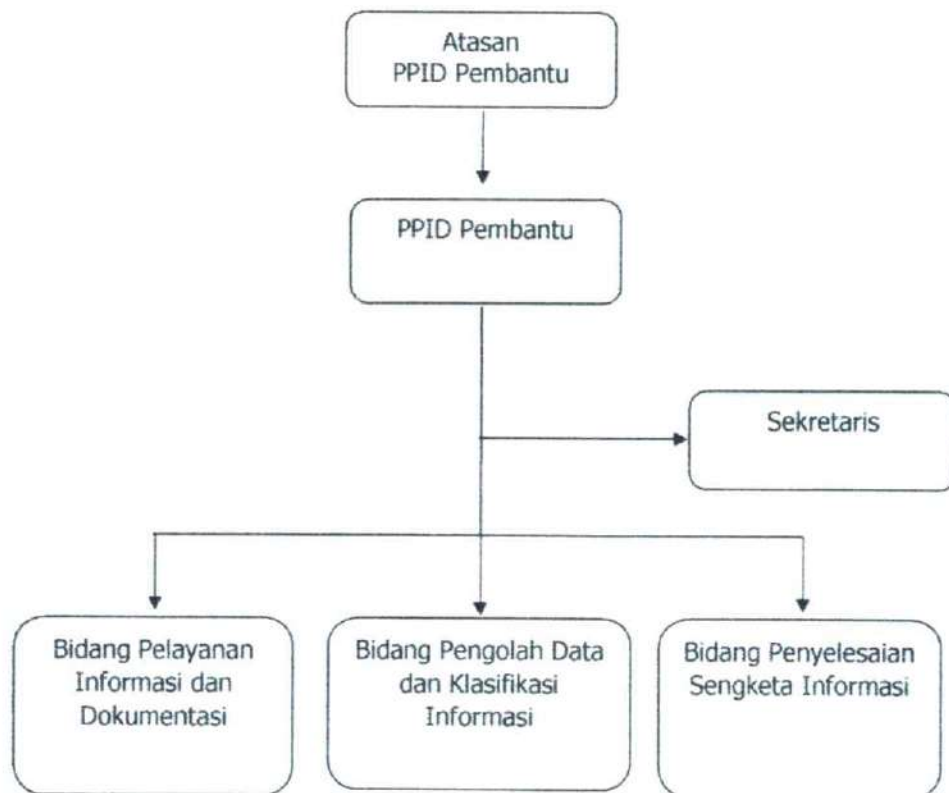 Atasan
PPID Pembantu
PPID Pembantu
Sekretaris
Bidang Pelayanan
Informasi dan
Dokumentasi
Bidang Pengolah Data
dan Klasifikasi
Informasi
Bidang Penyelesaian
Sengketa Informasi